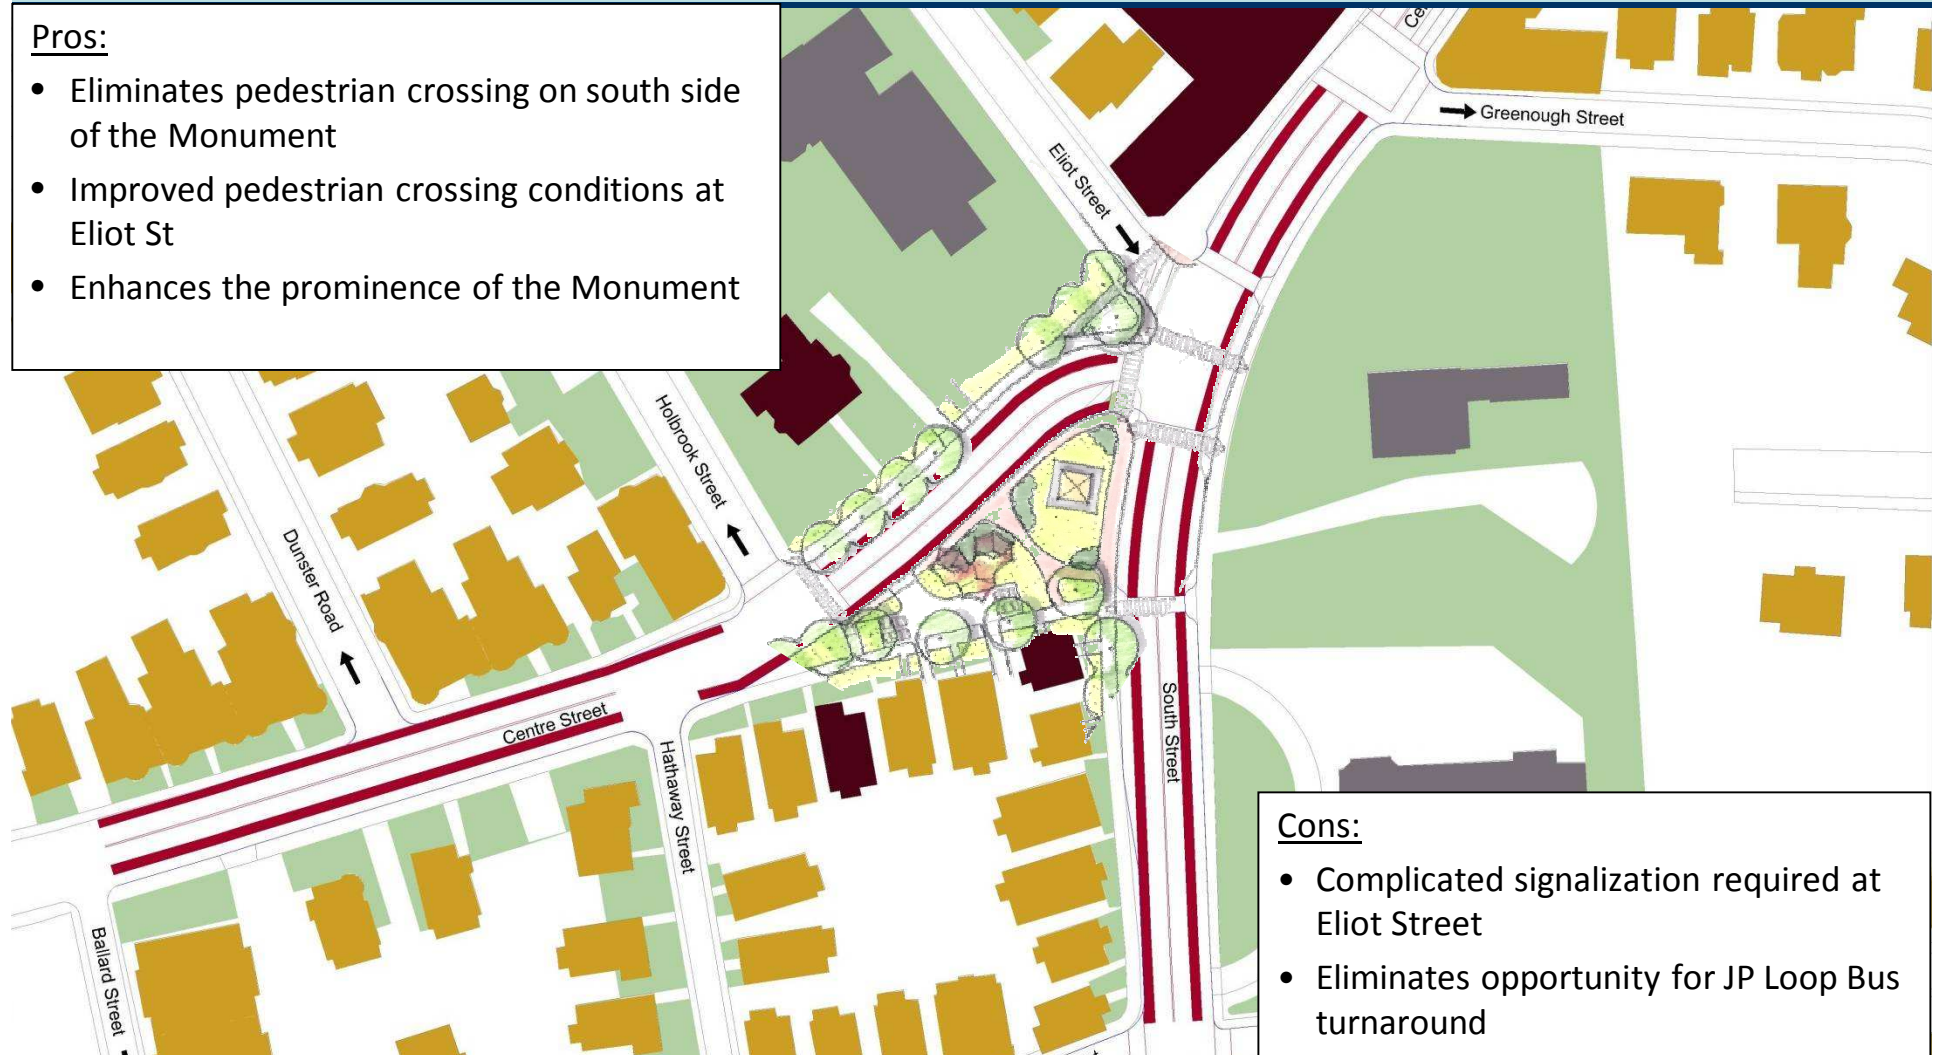 Pros:
• Eliminates pedestrian crossing on south side
of the Monument
• Improved pedestrian crossing conditions at
Eliot St
• Enhances the prominence of the Monument
Greenough Street
Eliot Street
Holbrook Street
Dunster Road
Centre Street
Hathaway Street
South Street
Ballard Street
Cons:
• Complicated signalization required at
Eliot Street
• Eliminates opportunity for JP Loop Bus
turnaround